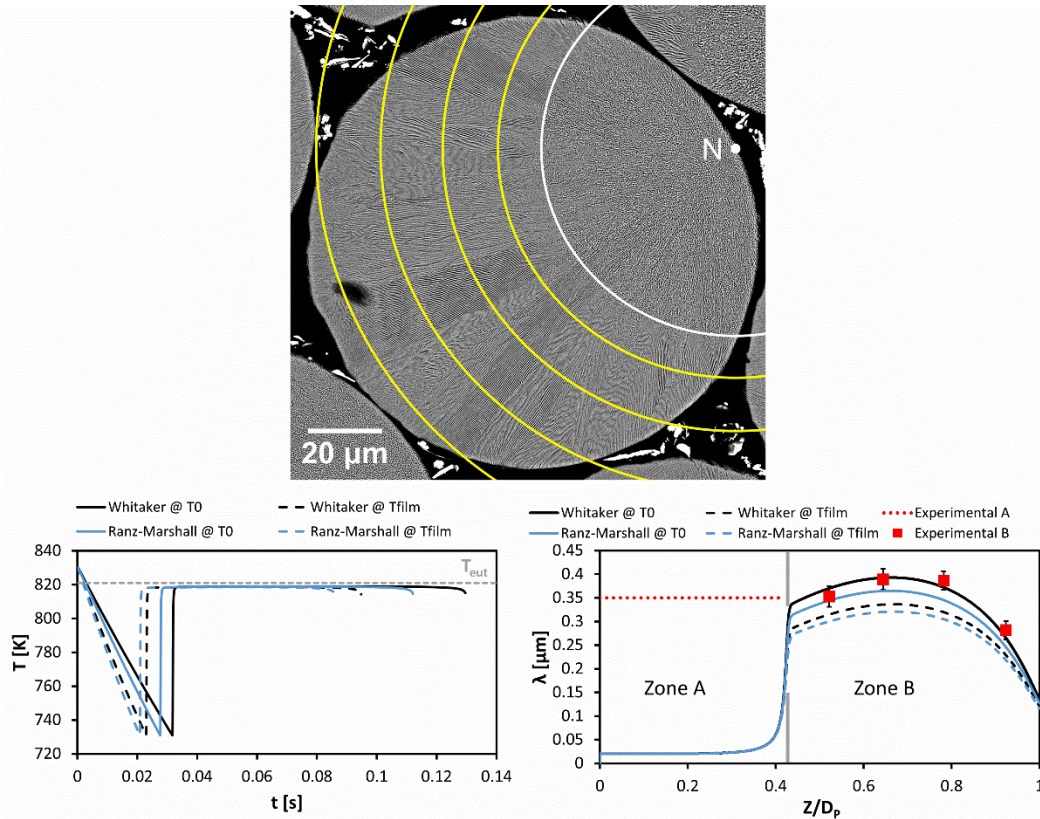 N
20 μm
Whitaker @ T0
Whitaker @ Tfilm
Ranz-Marshall @ T0
Ranz-Marshall @ Tfilm
840
820
800
780
760
740
720
T [K]
Teut
0
0.02
0.04
0.06
0.08
0.1
0.12
0.14
t [s]
Whitaker @ T0
Whitaker @ Tfilm
Experimental A
Ranz-Marshall @ T0
Ranz-Marshall @ Tfilm
Experimental B
0.45
0.4
0.35
0.3
0.25
0.2
0.15
0.1
0.05
0
λ [μm]
Zone A
Zone B
0
0.2
0.4
0.6
0.8
1
Z/DP